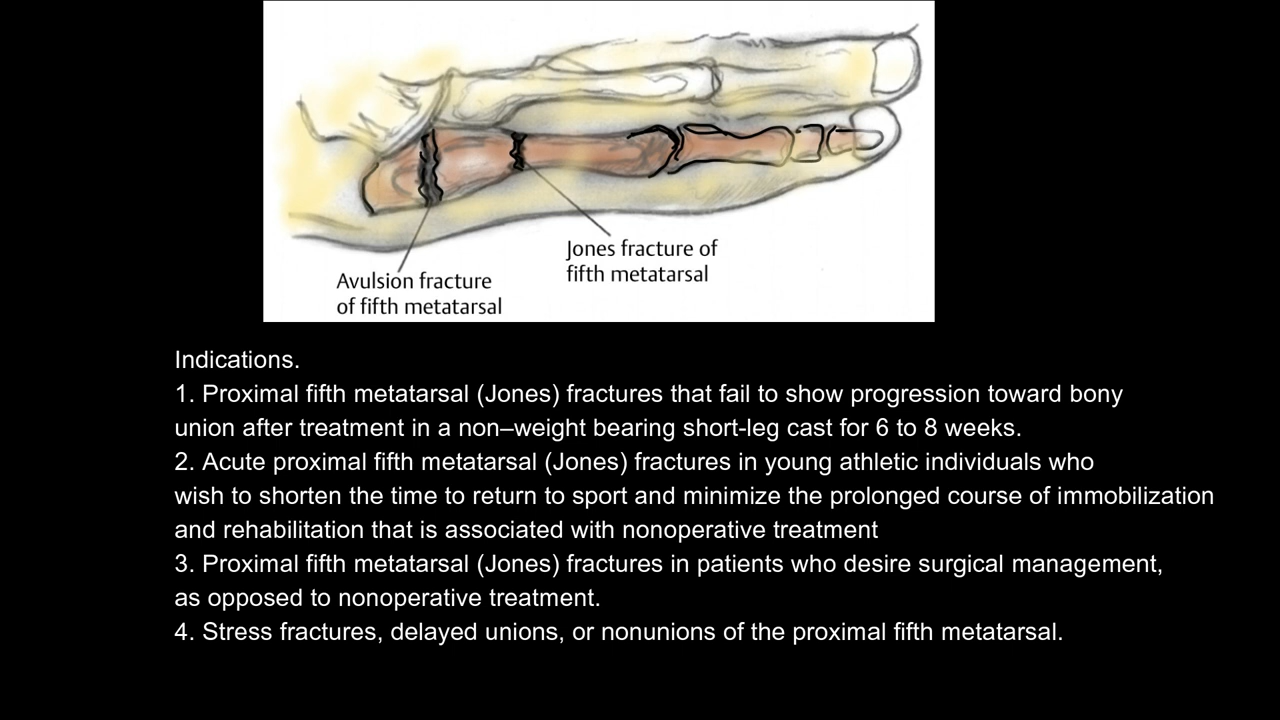 Jones fracture of
fifth metatarsal
Avulsion fracture
of fifth metatarsal
Indications.
1. Proximal fifth metatarsal (Jones) fractures that fail to show progression toward bony
union after treatment in a non–weight bearing short-leg cast for 6 to 8 weeks.
2. Acute proximal fifth metatarsal (Jones) fractures in young athletic individuals who
wish to shorten the time to return to sport and minimize the prolonged course of immobilization
and rehabilitation that is associated with nonoperative treatment
3. Proximal fifth metatarsal (Jones) fractures in patients who desire surgical management,
as opposed to nonoperative treatment.
4. Stress fractures, delayed unions, or nonunions of the proximal fifth metatarsal.